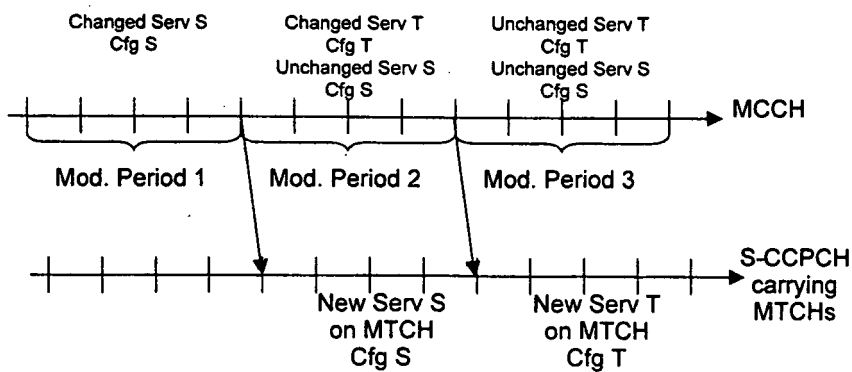 Changed Serv S
Cfg S
Changed Serv T
Cfg T
Unchanged Serv S
Cfg S
Unchanged Serv T
Cfg T
Unchanged Serv S
Cfg S
MCCH
Mod. Period 1
Mod. Period 2
Mod. Period 3
S-CCPCH
carrying
MTCHs
New Serv S
on MTCH
Cfg S
New Serv T
on MTCH
Cfg T